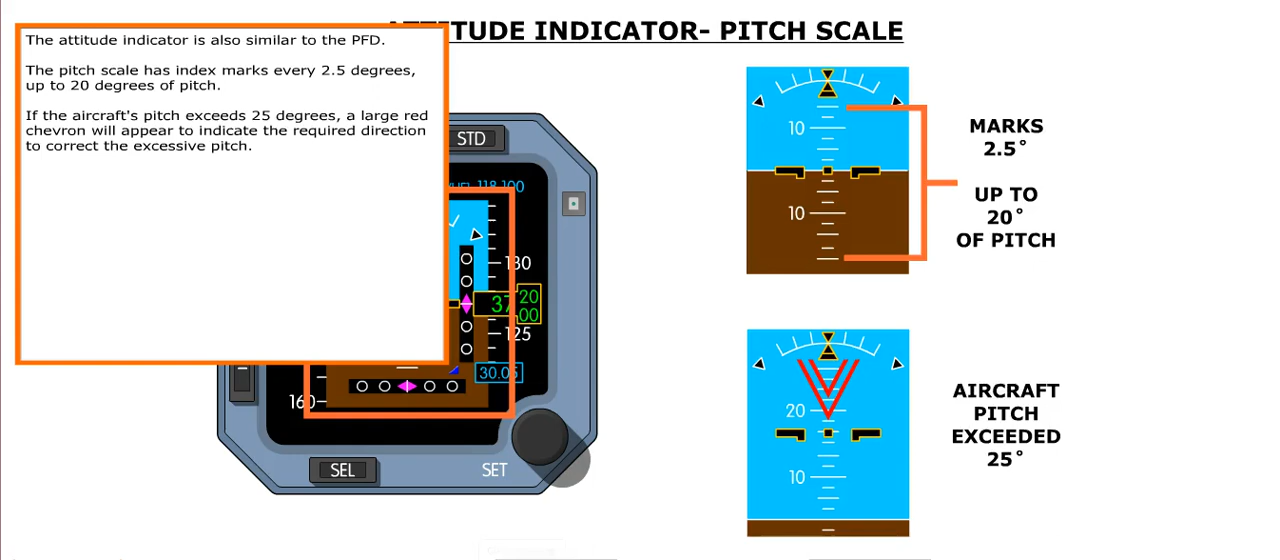 ATTITUDE INDICATOR- PITCH SCALE
The attitude indicator is also similar to the PFD.
The pitch scale has index marks every 2.5 degrees,
up to 20 degrees of pitch.
If the aircraft's pitch exceeds 25 degrees, a large red
chevron will appear to indicate the required direction
to correct the excessive pitch.
STD
118.100
130
37
20
00
125
30.05
160
SEL
SET
10
10
MARKS
2.5°
UP TO
20°
OF PITCH
20
10
AIRCRAFT
PITCH
EXCEEDED
25°